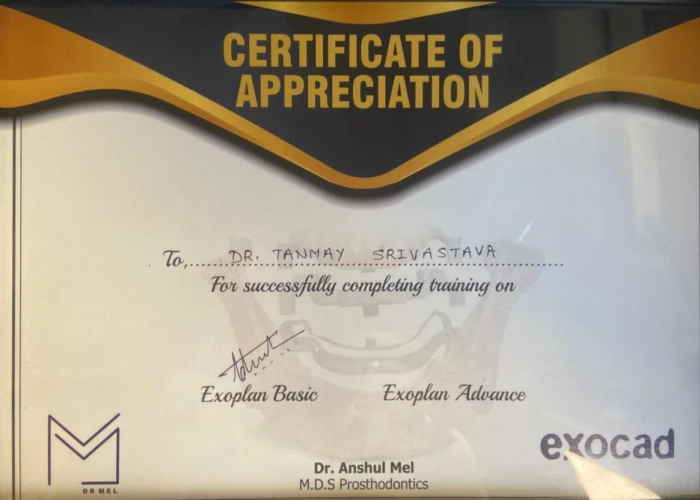 CERTIFICATE OF
APPRECIATION
To,.....DR. TANMAY SRIVASTAVA..........
For successfully completing training on
Exoplan Basic Exoplan Advance
DR MEL
Dr. Anshul Mel
M.D.S Prosthodontics
exocad